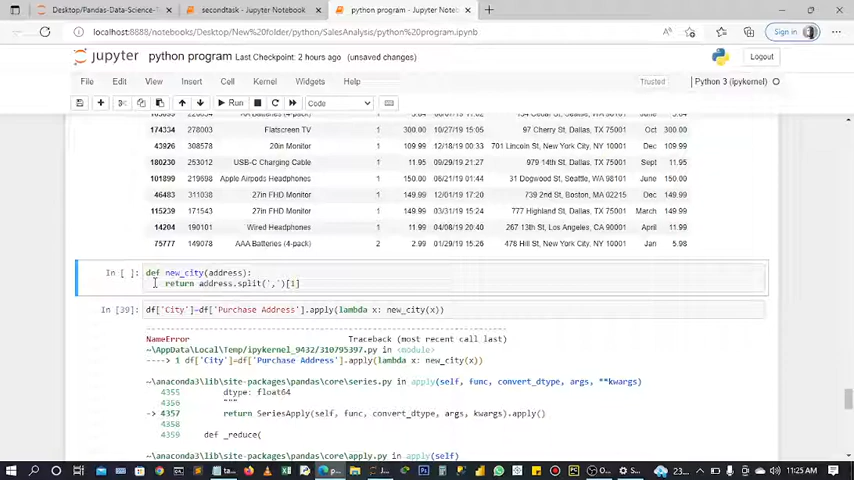 Desktop/Pandas-Data-Science-T
secondtask - Jupyter Notebook
python program - Jupyter Noteb
localhost:8888/notebooks/Desktop/New%20folder/python/SalesAnalysis/python%20program.ipynb
Sign in
jupyter python program Last Checkpoint: 2 hours ago (unsaved changes)
Logout
File Edit View Insert Cell Kernel Widgets Help
Trusted Python 3 (ipykernel)
Run Code
174334 278003 Flatscreen TV 1 300.00 10/27/19 15:05 97 Cherry St, Dallas, TX 75001 Oct 300.00
43926 308578 20in Monitor 1 109.99 12/18/19 00:33 701 Lincoln St, New York City, NY 10001 Dec 109.99
180230 253012 USB-C Charging Cable 1 11.95 09/29/19 21:27 979 14th St, Dallas, TX 75001 Sept 11.95
101899 219698 Apple Airpods Headphones 1 150.00 06/21/19 01:44 31 Dogwood St, Seattle, WA 98101 June 150.00
46483 311038 27in FHD Monitor 1 149.99 12/01/19 17:20 739 2nd St, Boston, MA 02215 Dec 149.99
115239 171543 27in FHD Monitor 1 149.99 03/31/19 15:24 777 Highland St, Dallas, TX 75001 March 149.99
14204 190101 Wired Headphones 1 11.99 04/08/19 20:40 267 13th St, Los Angeles, CA 90001 April 11.99
75777 149078 AAA Batteries (4-pack) 2 2.99 01/25/19 15:26 478 Hill St, New York City, NY 10001 Jan 5.98
In [ ]: def new_city(address):
return address.split(',')[1]
In [39]: df['City']=df['Purchase Address'].apply(lambda x: new_city(x))
NameError Traceback (most recent call last)
~\AppData\Local\Temp/ipykernel_9432/310795397.py in <module>
----> 1 df['City']=df['Purchase Address'].apply(lambda x: new_city(x))
~\anaconda3\lib\site-packages\pandas\core\series.py in apply(self, func, convert_dtype, args, **kwargs)
4355 dtype: float64
4356 """
-> 4357 return SeriesApply(self, func, convert_dtype, args, kwargs).apply()
4358
4359 def _reduce(
~\anaconda3\lib\site-packages\pandas\core\apply.py in apply(self)
11:25 AM